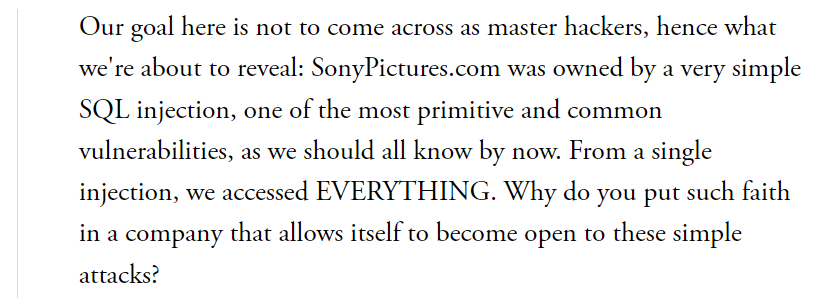 Our goal here is not to come across as master hackers, hence what
we're about to reveal: SonyPictures.com was owned by a very simple
SQL injection, one of the most primitive and common
vulnerabilities, as we should all know by now. From a single
injection, we accessed EVERYTHING. Why do you put such faith
in a company that allows itself to become open to these simple
attacks?